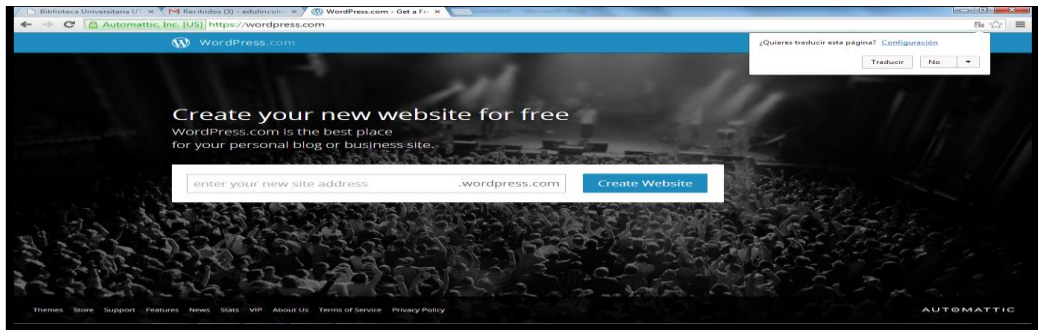 Biblioteca Universitaria U
Recibidos (3) - edulincoln
WordPress.com - Get a Fr
Automattic, Inc. [US] https://wordpress.com
WordPress.com
¿Quieres traducir esta página? Configuración
Traducir No
Create your new website for free
WordPress.com is the best place
for your personal blog or business site.
enter your new site address .wordpress.com Create Website
Themes Store Support Features News Stats VIP About Us Terms of Service Privacy Policy
AUTOMATTIC